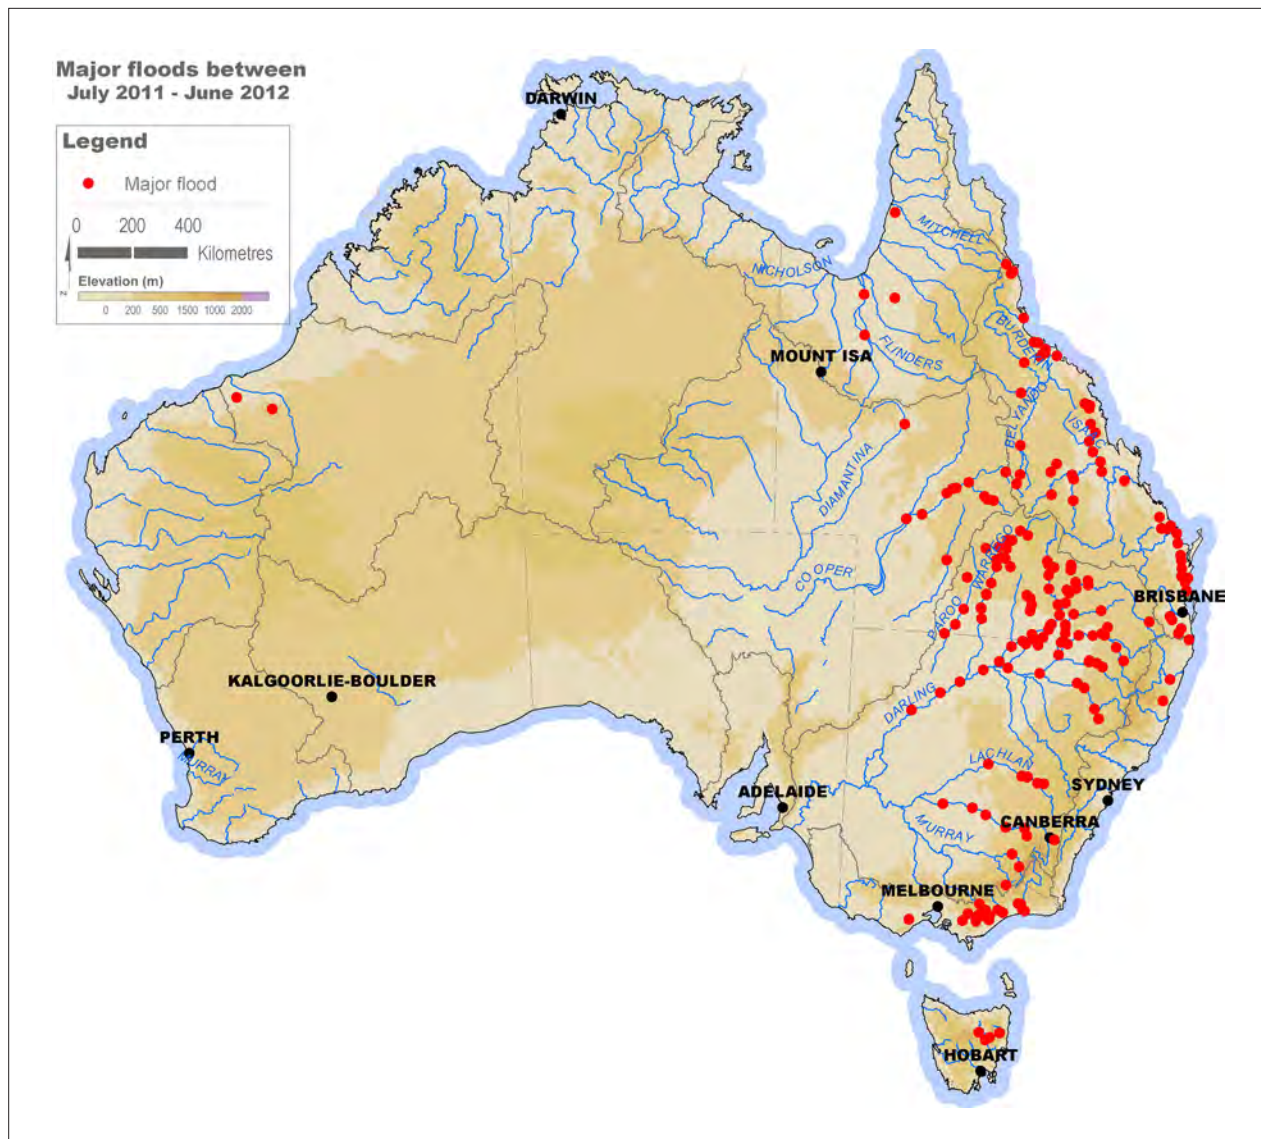 Major floods between
July 2011 - June 2012
Legend
Major flood
0 200 400
Kilometres
Z
Elevation (m)
0 200 500 1500 1000 2000
DARWIN
MITCHELL
NICHOLSON
BURDEKIN
FLINDERS
MOUNT ISA
BELYANDO
ISAAC
DIAMANTINA
COOPER
WARREGO
PAROO
BRISBANE
KALGOORLIE-BOULDER
DARLING
PERTH
MURRAY
LACHLAN
ADELAIDE
SYDNEY
CANBERRA
MURRAY
MELBOURNE
HOBART